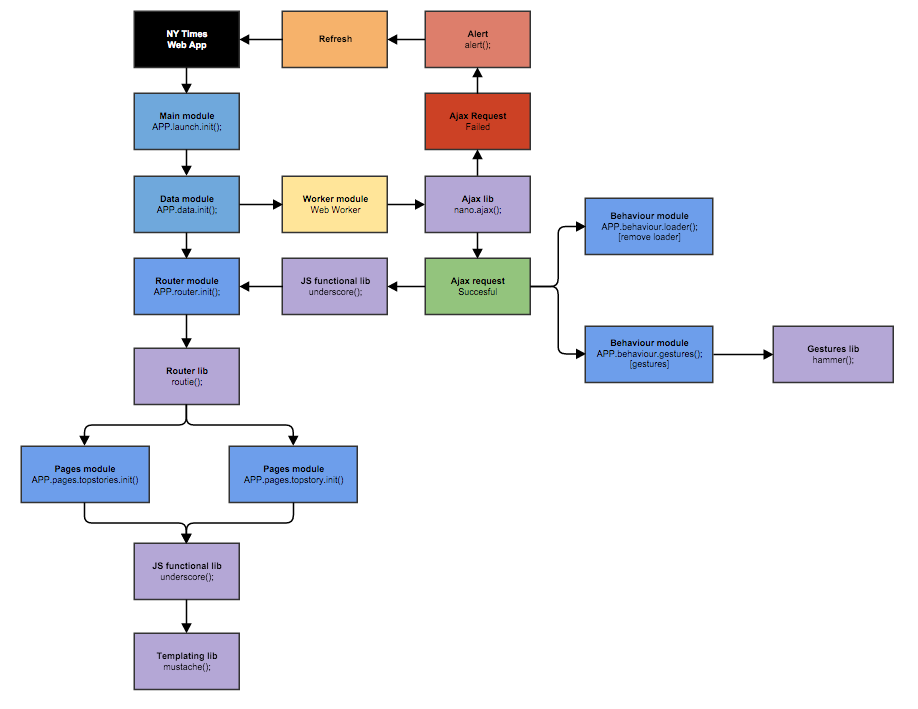 NY Times
Web App
Refresh
Alert
alert();
Main module
APP.launch.init();
Ajax Request
Failed
Data module
APP.data.init();
Worker module
Web Worker
Ajax lib
nano.ajax();
Behaviour module
APP.behaviour.loader();
[remove loader]
Router module
APP.router.init();
JS functional lib
underscore();
Ajax request
Succesful
Behaviour module
APP.behaviour.gestures();
[gestures]
Gestures lib
hammer();
Router lib
routie();
Pages module
APP.pages.topstories.init()
Pages module
APP.pages.topstory.init()
JS functional lib
underscore();
Templating lib
mustache();